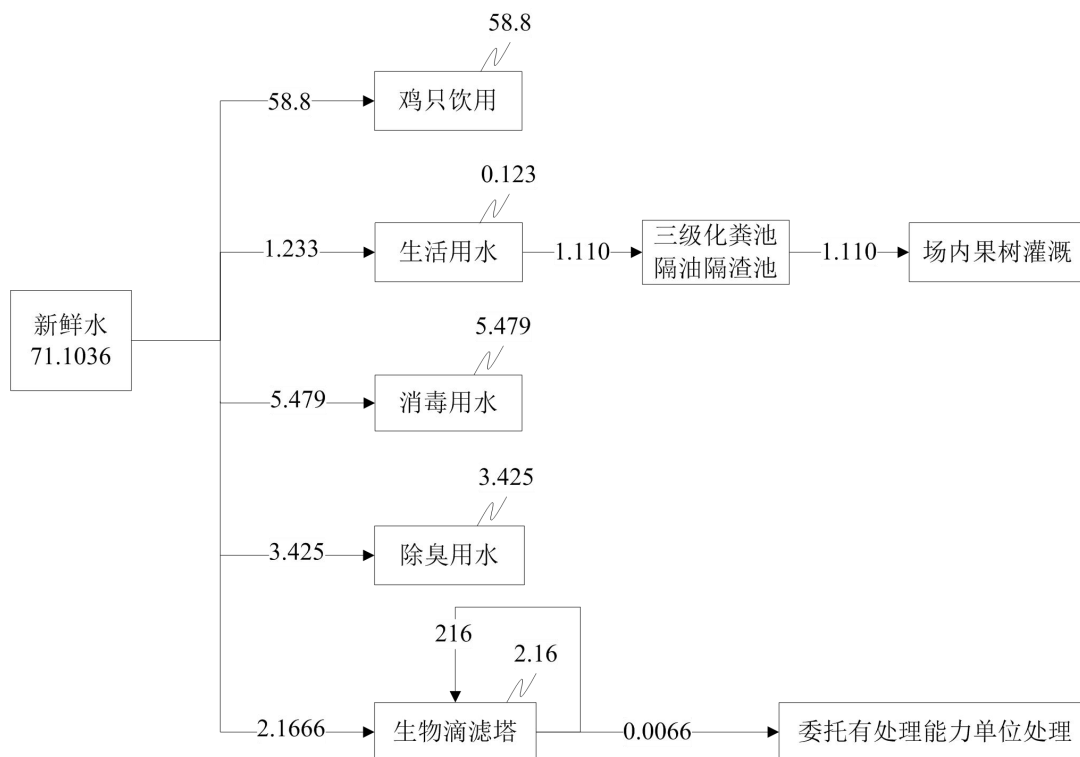 58.8
58.8
鸡只饮用
0.123
1.233
生活用水
1.110
三级化粪池
隔油隔渣池
1.110
场内果树灌溉
新鲜水
71.1036
5.479
5.479
消毒用水
3.425
3.425
除臭用水
216
2.16
2.1666
生物滴滤塔
0.0066
委托有处理能力单位处理